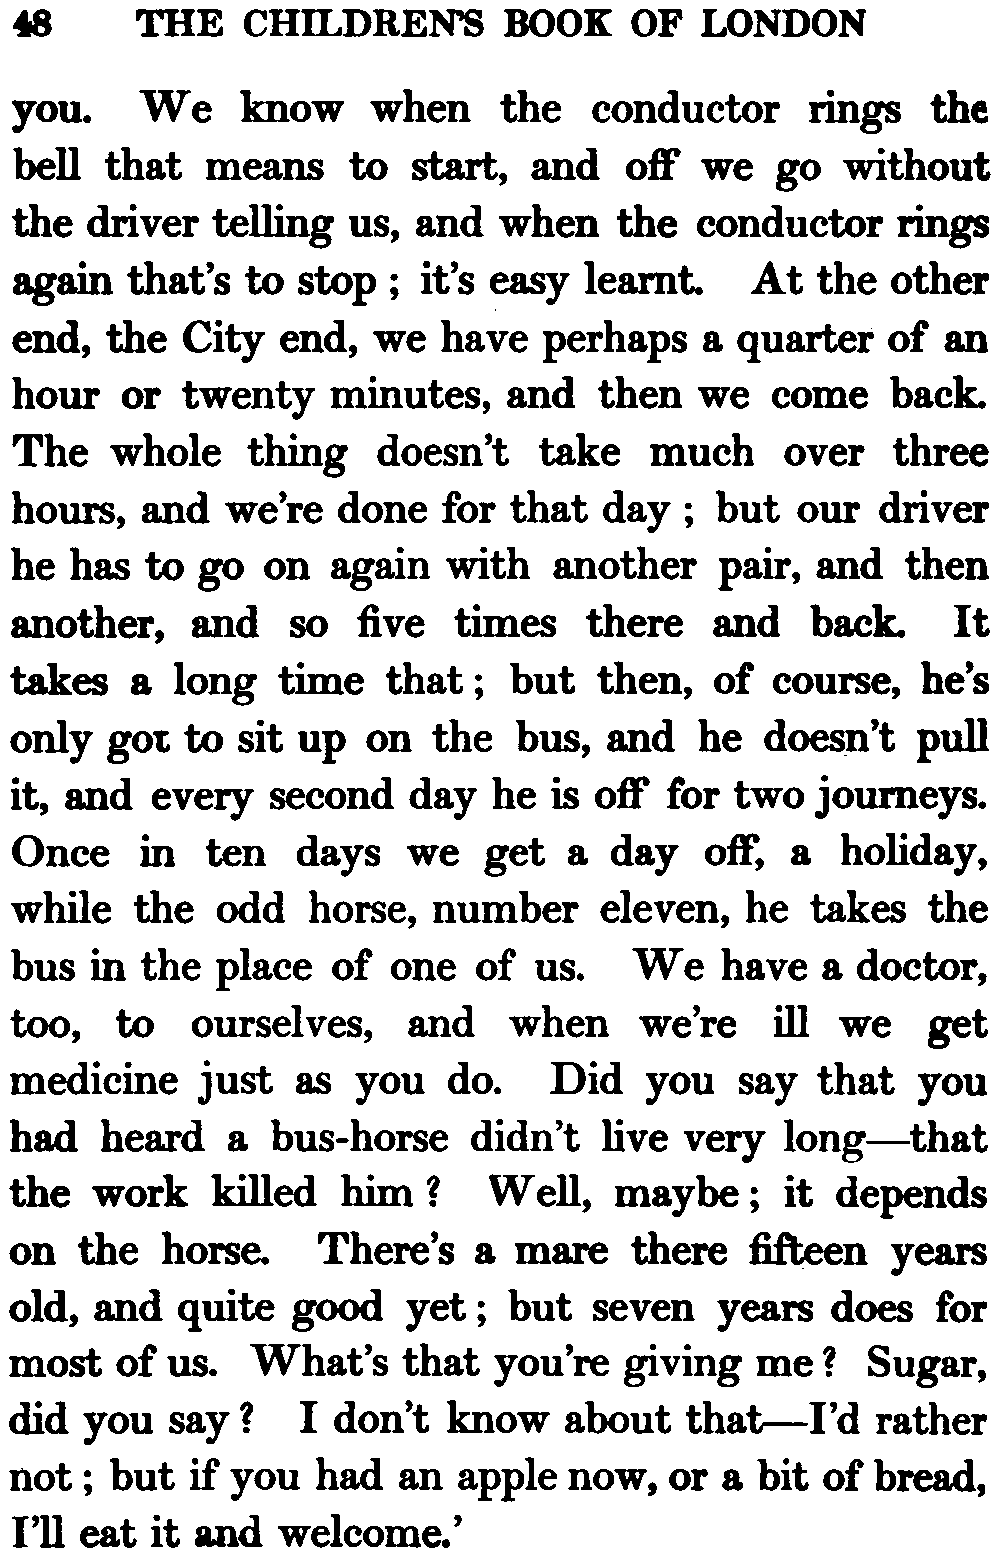 48 THE CHILDREN'S BOOK OF LONDON
you. We know when the conductor rings the
bell that means to start, and off we go without
the driver telling us, and when the conductor rings
again that's to stop ; it's easy learnt. At the other
end, the City end, we have perhaps a quarter of an
hour or twenty minutes, and then we come back.
The whole thing doesn't take much over three
hours, and we're done for that day ; but our driver
he has to go on again with another pair, and then
another, and so five times there and back. It
takes a long time that ; but then, of course, he's
only got to sit up on the bus, and he doesn't pull
it, and every second day he is off for two journeys.
Once in ten days we get a day off, a holiday,
while the odd horse, number eleven, he takes the
bus in the place of one of us. We have a doctor,
too, to ourselves, and when we're ill we get
medicine just as you do. Did you say that you
had heard a bus-horse didn't live very long—that
the work killed him ? Well, maybe ; it depends
on the horse. There's a mare there fifteen years
old, and quite good yet ; but seven years does for
most of us. What's that you're giving me ? Sugar,
did you say ? I don't know about that—I'd rather
not ; but if you had an apple now, or a bit of bread,
I'll eat it and welcome.'